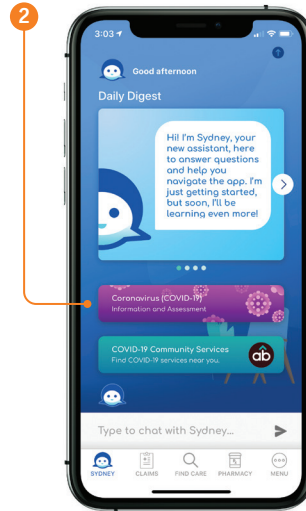 2
3:03
Good afternoon
Daily Digest
Hi! I'm Sydney, your
new assistant, here
to answer questions
and help you
navigate the app. I'm
just getting started,
but soon, I'll be
learning even more!
Coronavirus (COVID-19)
Information and Assessment
COVID-19 Community Services
Find COVID-19 services near you.
ab
Type to chat with Sydney...
SYDNEY
CLAIMS
FIND CARE
PHARMACY
MENU